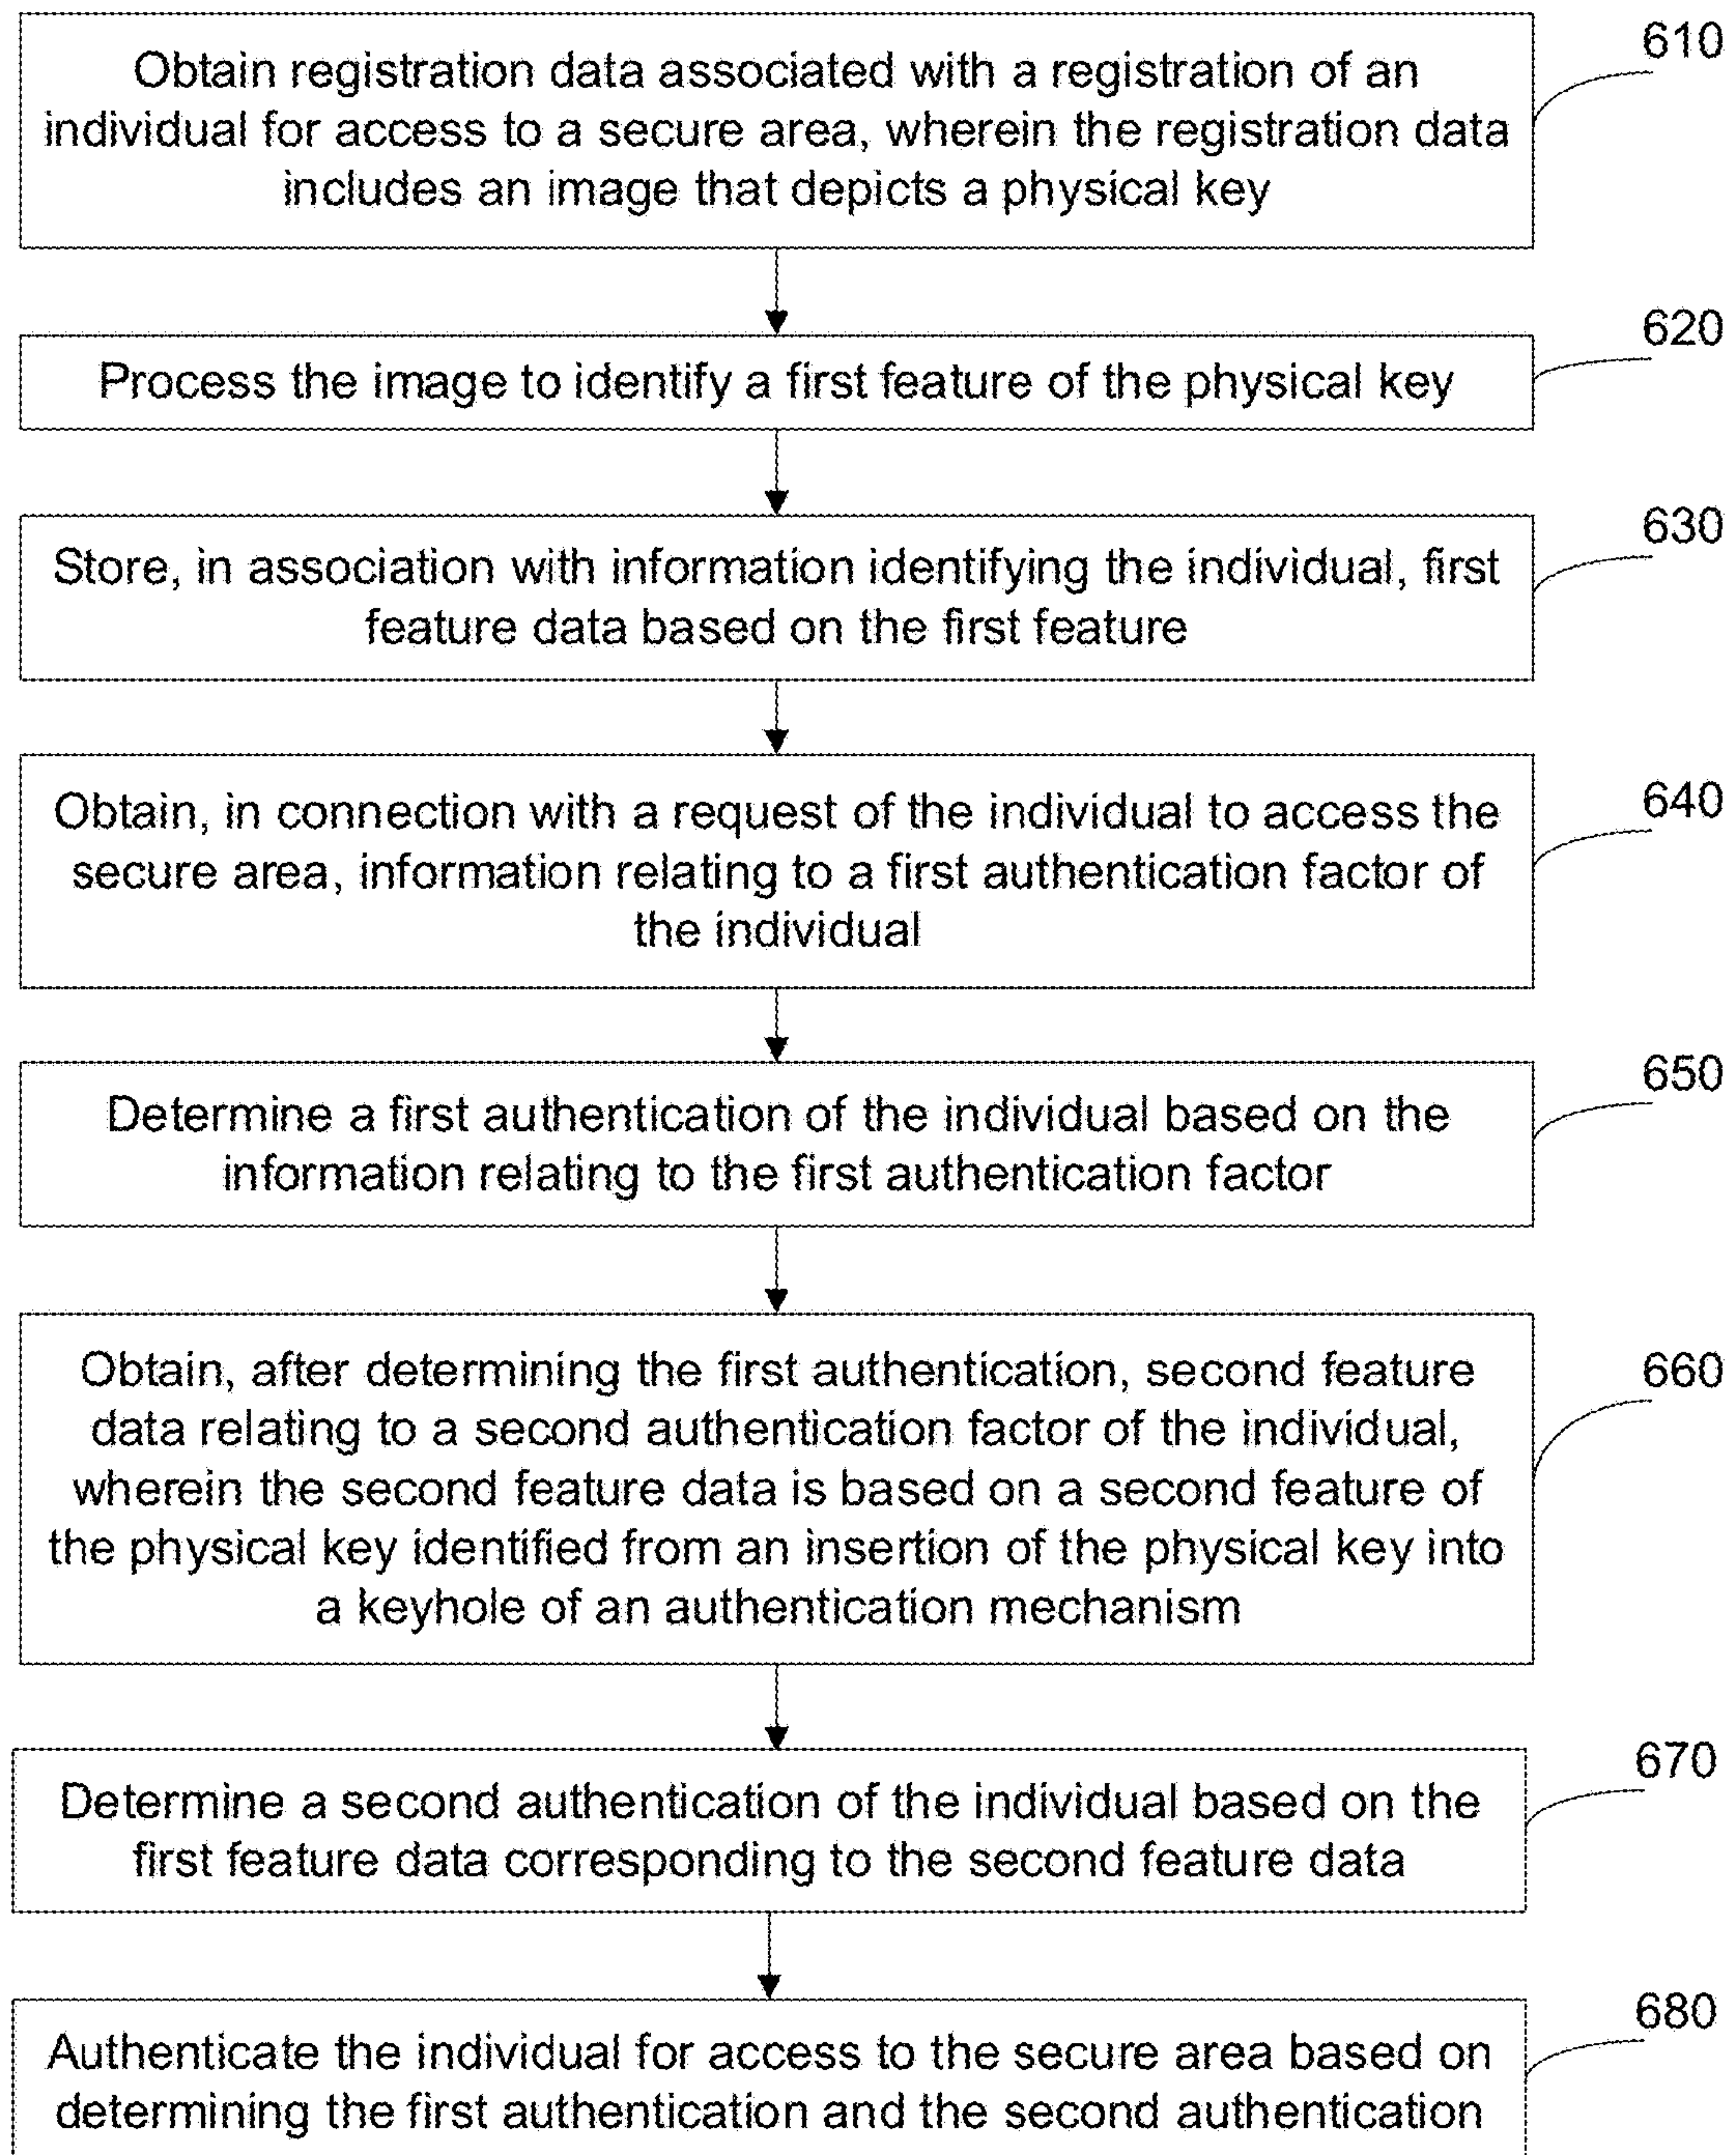 610
Obtain registration data associated with a registration of an
individual for access to a secure area, wherein the registration data
includes an image that depicts a physical key
620
Process the image to identify a first feature of the physical key
630
Store, in association with information identifying the individual, first
feature data based on the first feature
640
Obtain, in connection with a request of the individual to access the
secure area, information relating to a first authentication factor of
the individual
650
Determine a first authentication of the individual based on the
information relating to the first authentication factor
660
Obtain, after determining the first authentication, second feature
data relating to a second authentication factor of the individual,
wherein the second feature data is based on a second feature of
the physical key identified from an insertion of the physical key into
a keyhole of an authentication mechanism
670
Determine a second authentication of the individual based on the
first feature data corresponding to the second feature data
680
Authenticate the individual for access to the secure area based on
determining the first authentication and the second authentication